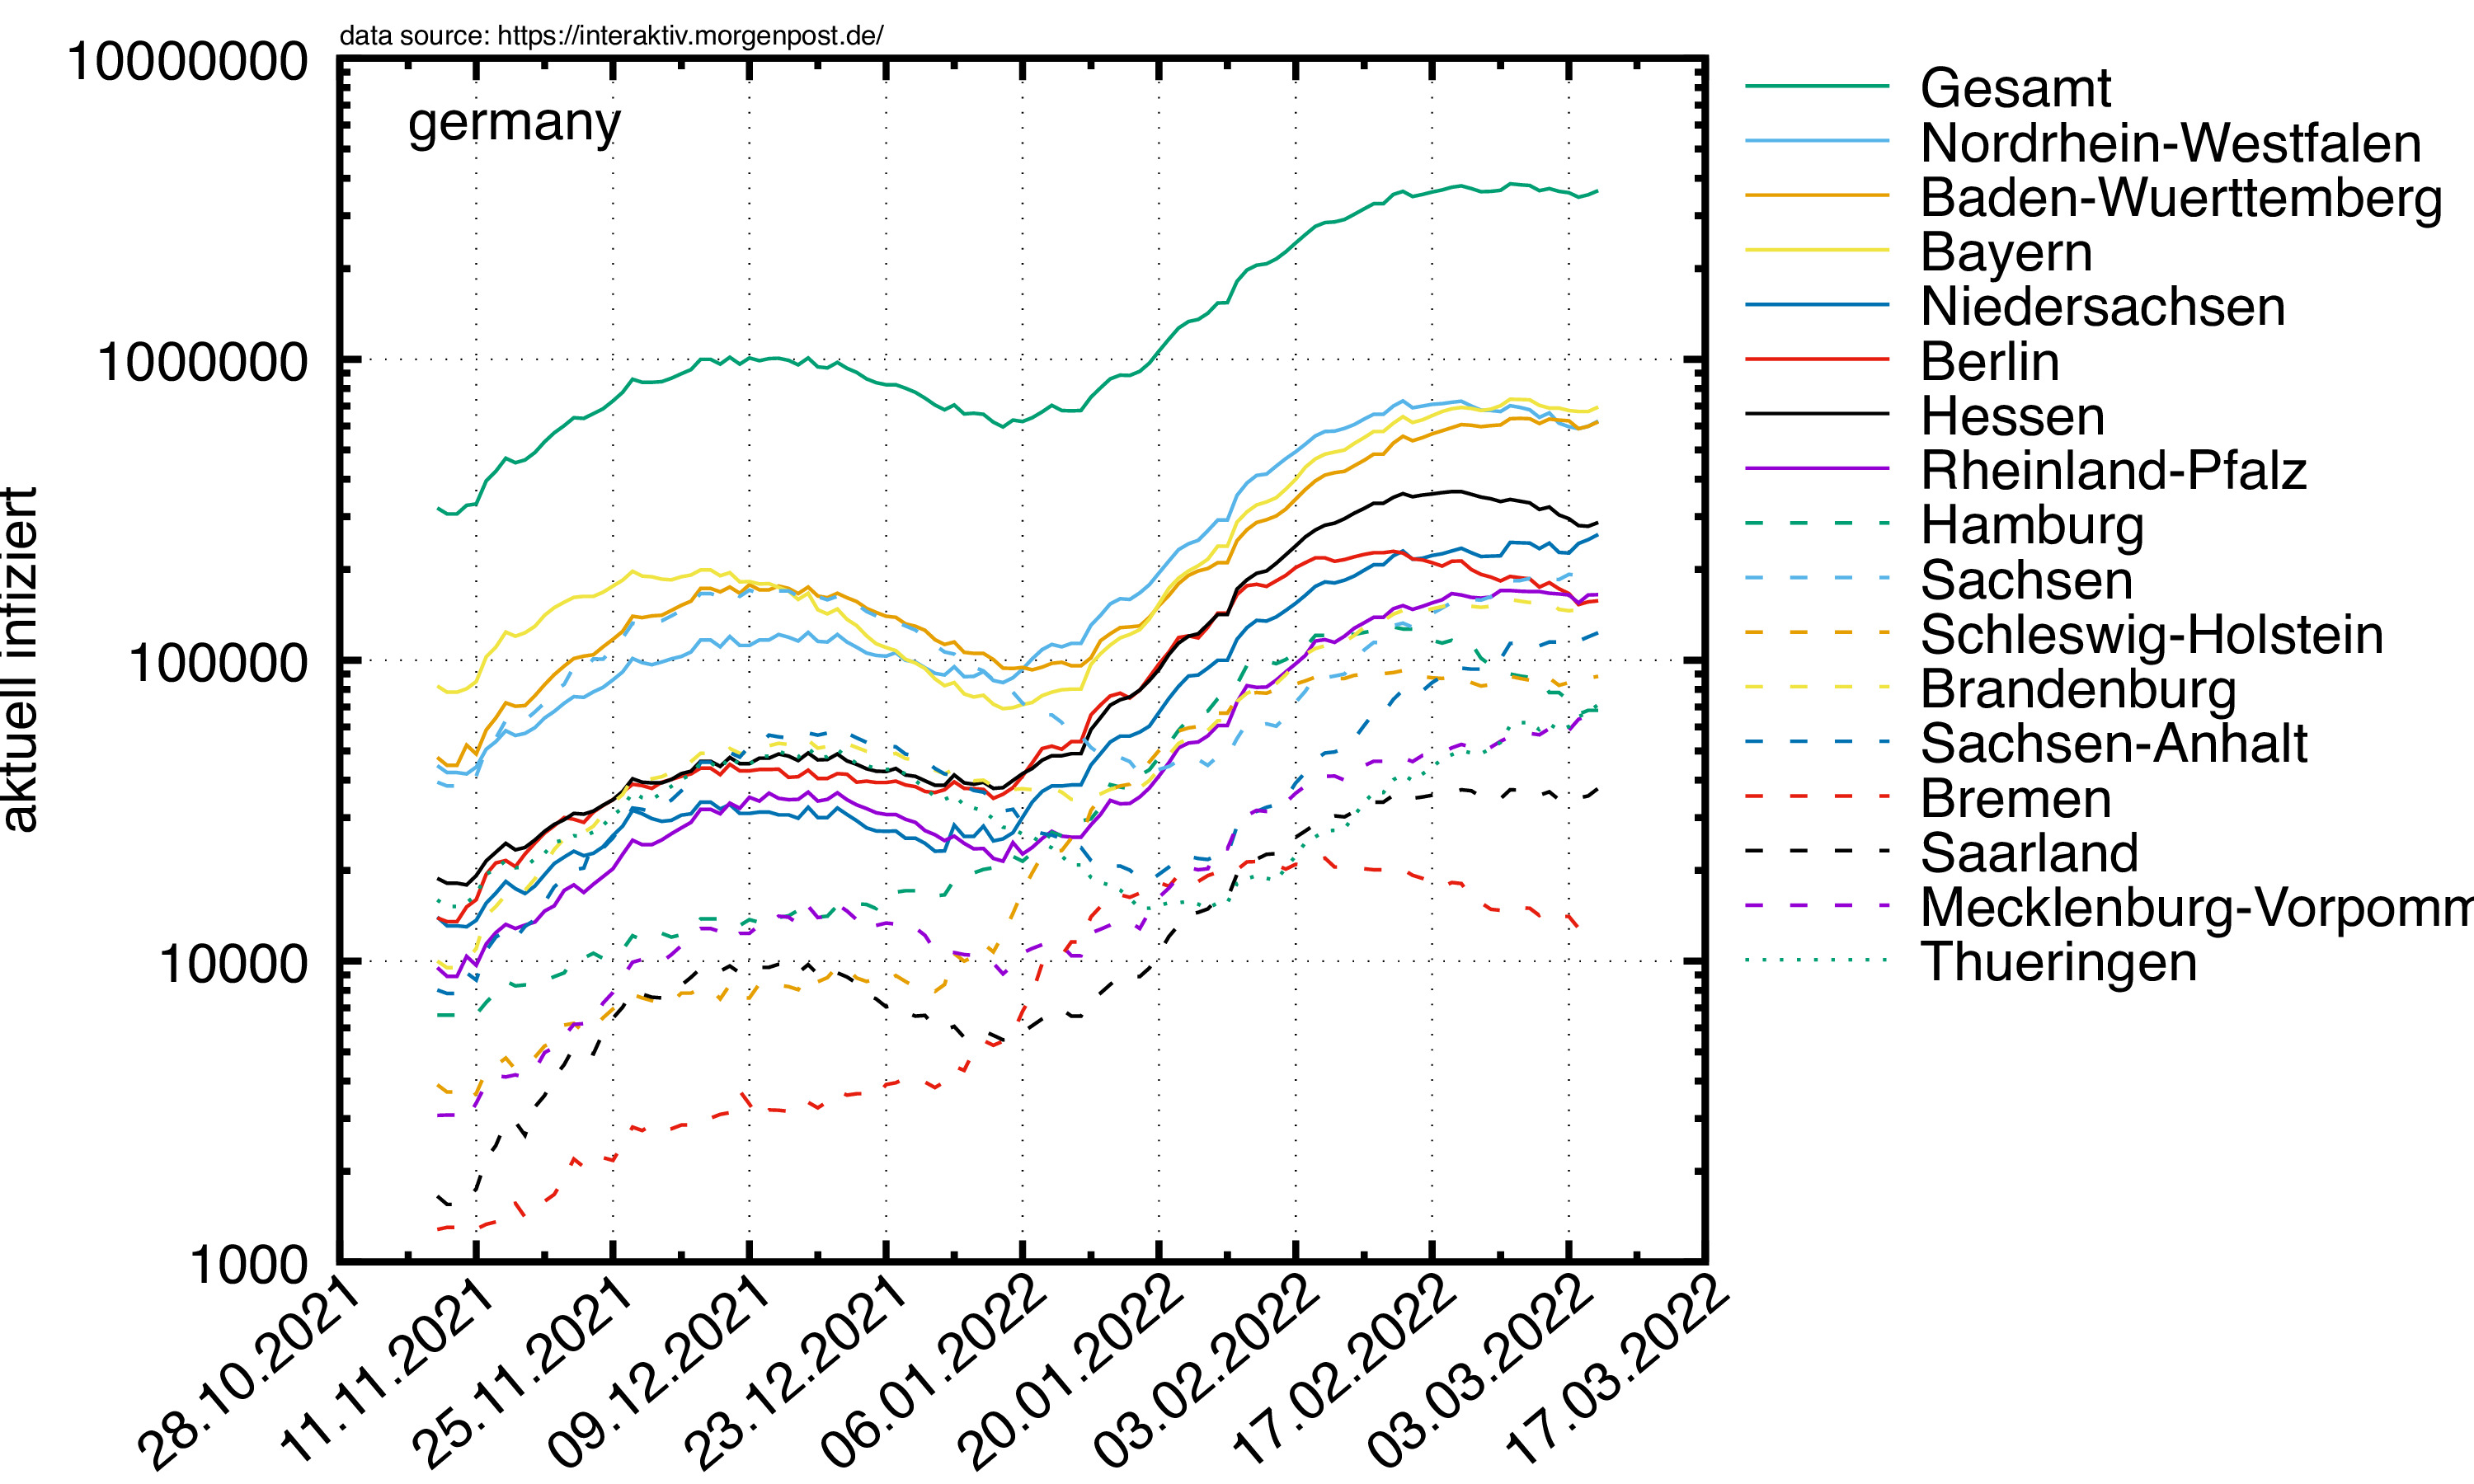 data source: https://interaktiv.morgenpost.de/
10000000
1000000
100000
10000
1000
aktuell infiziert
germany
Gesamt
Nordrhein-Westfalen
Baden-Wuerttemberg
Bayern
Niedersachsen
Berlin
Hessen
Rheinland-Pfalz
Hamburg
Sachsen
Schleswig-Holstein
Brandenburg
Sachsen-Anhalt
Bremen
Saarland
Mecklenburg-Vorpomm
Thueringen
28.10.2021
11.11.2021
25.11.2021
09.12.2021
23.12.2021
06.01.2022
20.01.2022
03.02.2022
17.02.2022
03.03.2022
17.03.2022